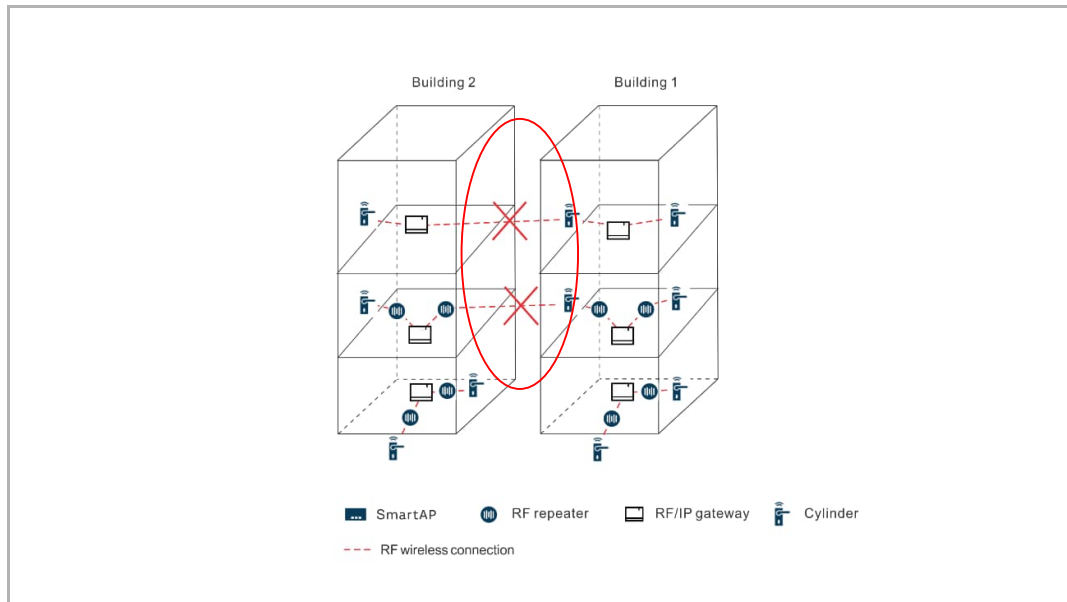 Building 2
Building 1
SmartAP
RF repeater
RF/IP gateway
Cylinder
RF wireless connection